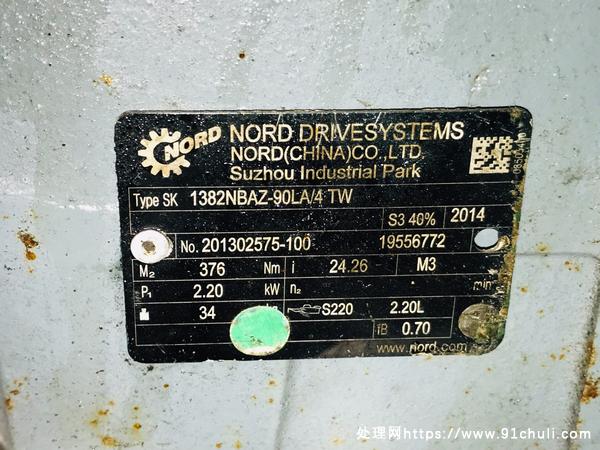 NORD
NORD DRIVESYSTEMS
NORD(CHINA)CO.,LTD.
Suzhou Industrial Park
Type SK 1382NBAZ-90LA/4 TW
S3 40% 2014
No. 201302575-100 19556772
M₂ 376 Nm i 24.26 M3
P₁ 2.20 kW n₂ min
34 kg S220 2.20L
fB 0.70
www.nord.com
处理网https://www.91chuli.com